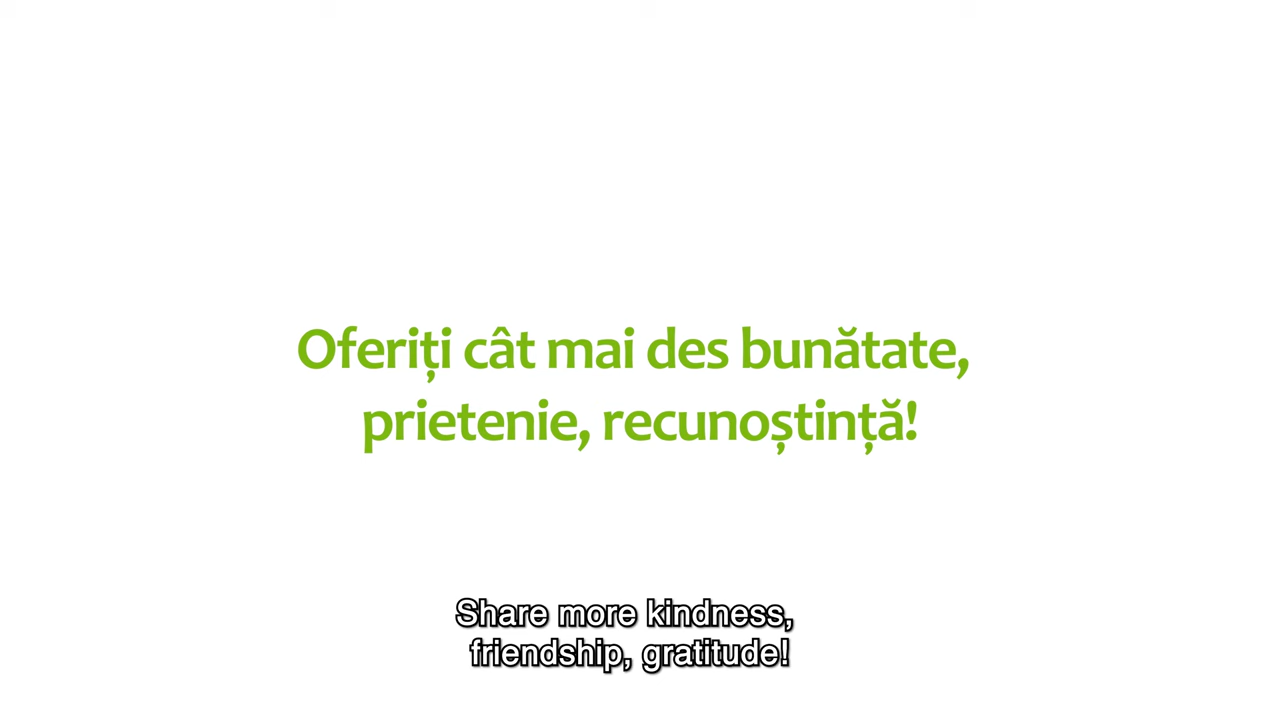 Oferiți cât mai des bunătate,
prietenie, recunoștință!
Share more kindness,
friendship, gratitude!